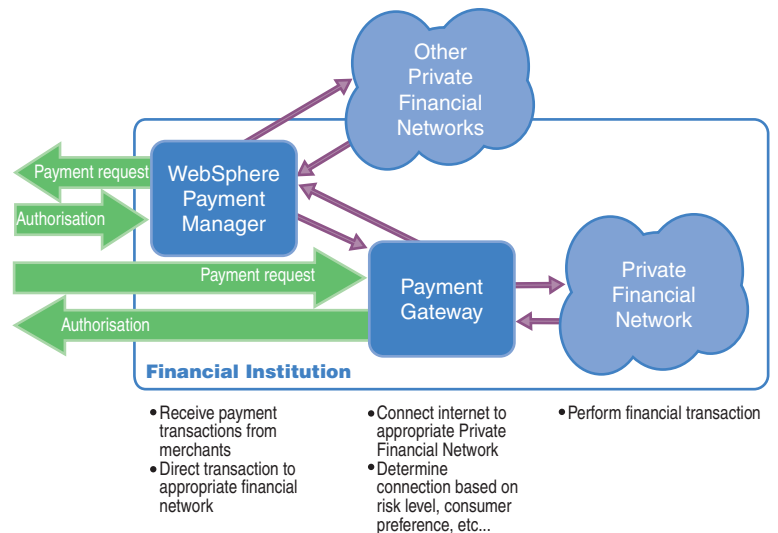 Other
Private
Financial
Networks
Payment request
WebSphere
Payment
Manager
Authorisation
Payment request
Payment
Gateway
Private
Financial
Network
Authorisation
Financial Institution
• Receive payment
transactions from
merchants
• Direct transaction to
appropriate financial
network
• Connect internet to
appropriate Private
Financial Network
• Determine
connection based on
risk level, consumer
preference, etc...
• Perform financial transaction